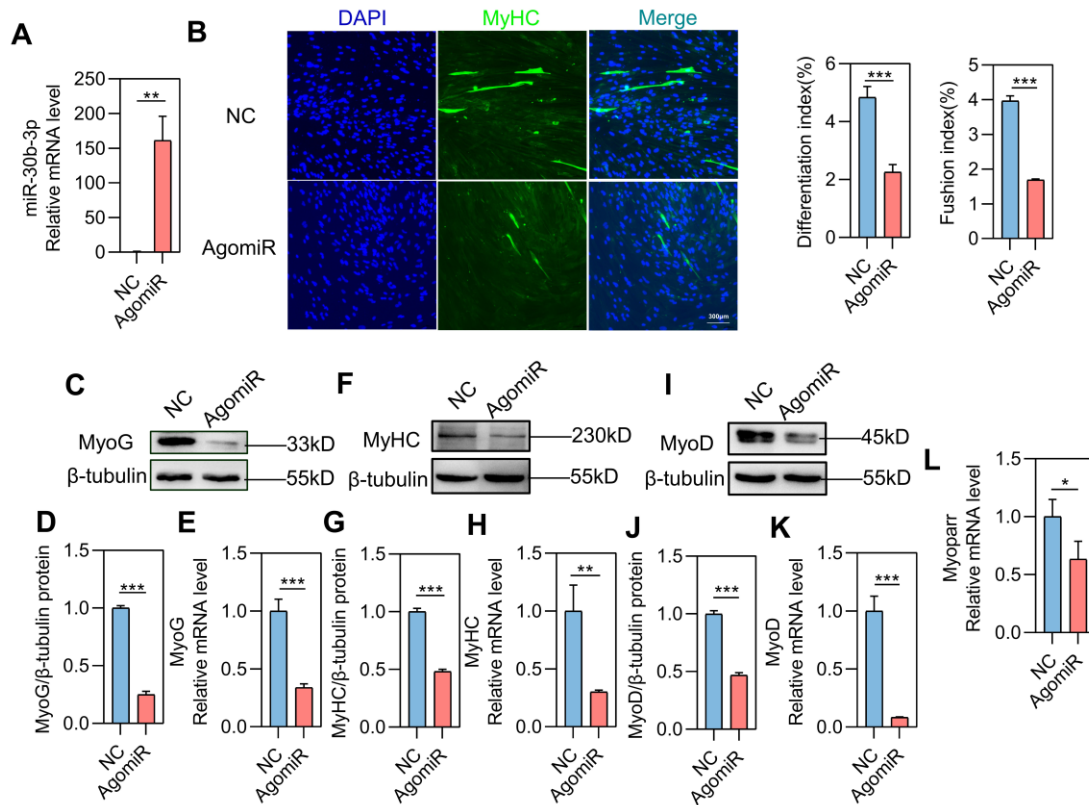 A
miR-30b-3p
Relative mRNA level
250
200
150
100
50
0
**
NC
AgomiR
B
DAPI
MyHC
Merge
NC
AgomiR
300μm
Differentiation index(%)
6
4
2
0
***
NC
AgomiR
Fushion index(%)
5
4
3
2
1
0
***
NC
AgomiR
C
NC
AgomiR
MyoG
33kD
β-tubulin
55kD
F
NC
AgomiR
MyHC
230kD
β-tubulin
55kD
I
NC
AgomiR
MyoD
45kD
β-tubulin
55kD
D
MyoG/β-tubulin protein
1.5
1.0
0.5
0.0
***
NC
AgomiR
E
MyoG
Relative mRNA level
1.5
1.0
0.5
0.0
***
NC
AgomiR
G
MyHC/β-tubulin protein
1.5
1.0
0.5
0.0
***
NC
AgomiR
H
MyHC
Relative mRNA level
1.5
1.0
0.5
0.0
**
NC
AgomiR
J
MyoD/β-tubulin protein
1.5
1.0
0.5
0.0
***
NC
AgomiR
K
MyoD
Relative mRNA level
1.5
1.0
0.5
0.0
***
NC
AgomiR
L
Myoparr
Relative mRNA level
1.5
1.0
0.5
0.0
*
NC
AgomiR